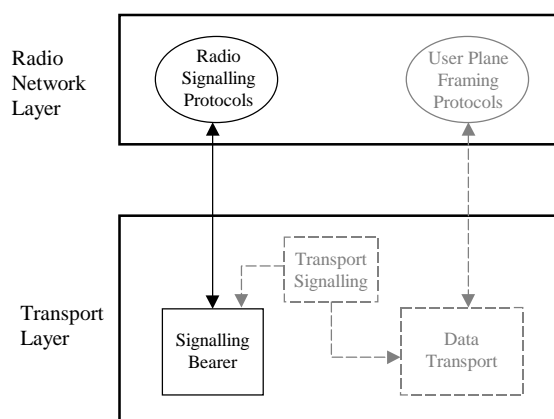 Radio
Network
Layer
Radio
Signalling
Protocols
User Plane
Framing
Protocols
Transport
Layer
Transport
Signalling
Signalling
Bearer
Data
Transport